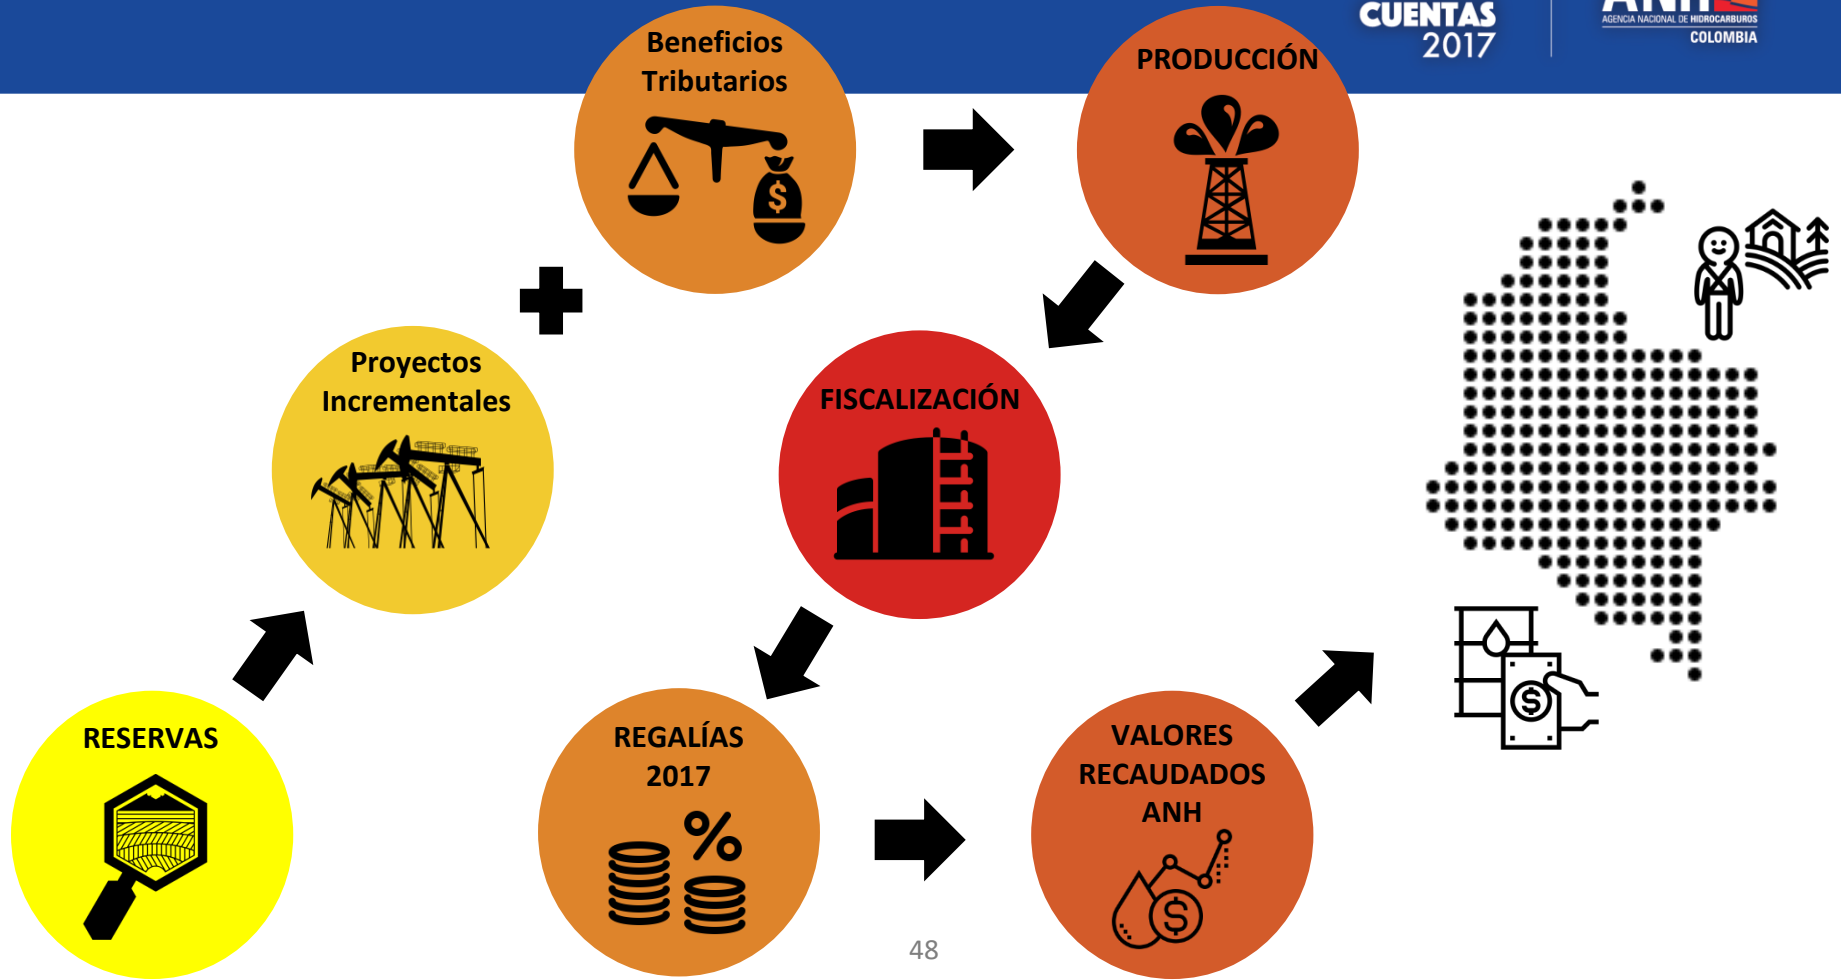 CUENTAS
2017
ANH
AGENCIA NACIONAL DE HIDROCARBUROS
COLOMBIA
Beneficios
Tributarios
PRODUCCIÓN
Proyectos
Incrementales
FISCALIZACIÓN
RESERVAS
REGALÍAS
2017
%
VALORES
RECAUDADOS
ANH
$
$
$
48